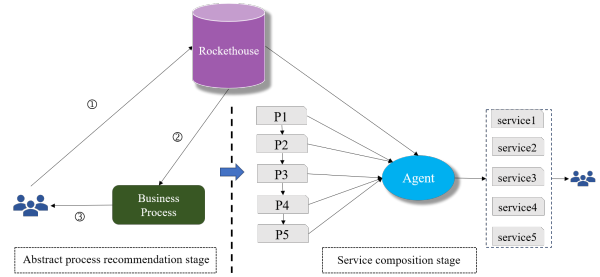 Rockethouse
①
②
③
Business
Process
Abstract process recommendation stage
P1
P2
P3
P4
P5
Agent
service1
service2
service3
service4
service5
Service composition stage